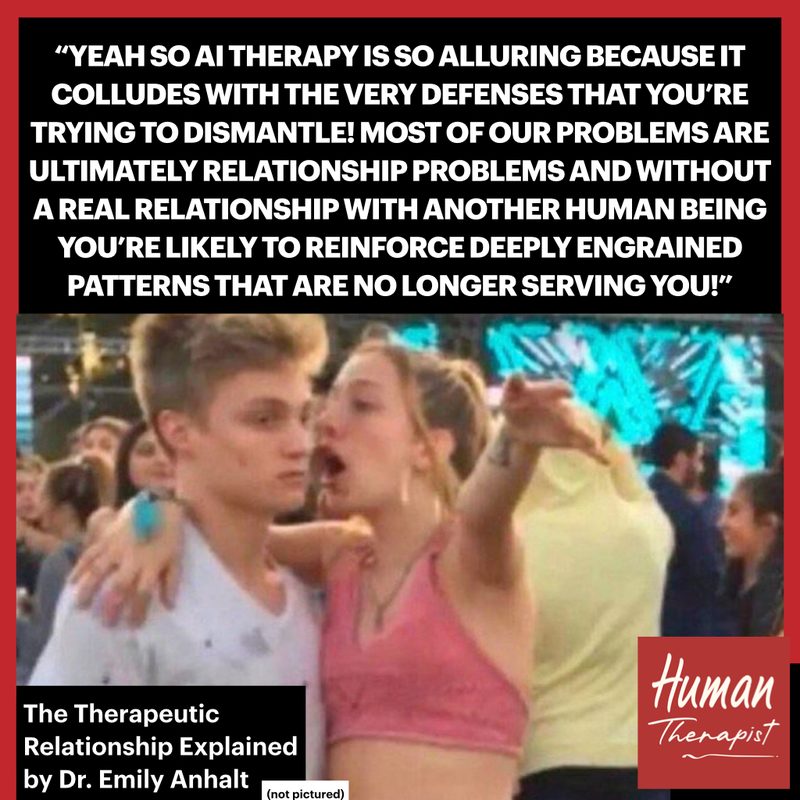 “YEAH SO AI THERAPY IS SO ALLURING BECAUSE IT
COLLUDES WITH THE VERY DEFENSES THAT YOU’RE
TRYING TO DISMANTLE! MOST OF OUR PROBLEMS ARE
ULTIMATELY RELATIONSHIP PROBLEMS AND WITHOUT
A REAL RELATIONSHIP WITH ANOTHER HUMAN BEING
YOU’RE LIKELY TO REINFORCE DEEPLY ENGRAINED
PATTERNS THAT ARE NO LONGER SERVING YOU!”
The Therapeutic
Relationship Explained
by Dr. Emily Anhalt
(not pictured)
Human
Therapist